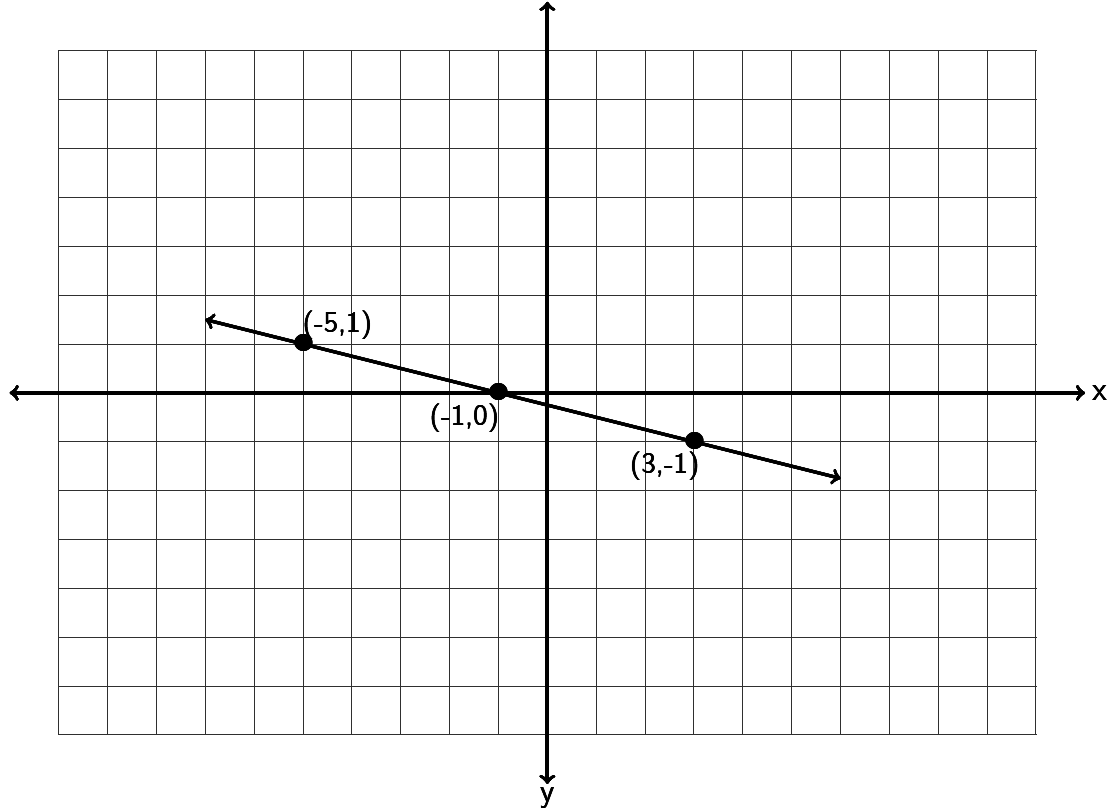 (-5,1)
x
(-1,0)
(3,-1)
y